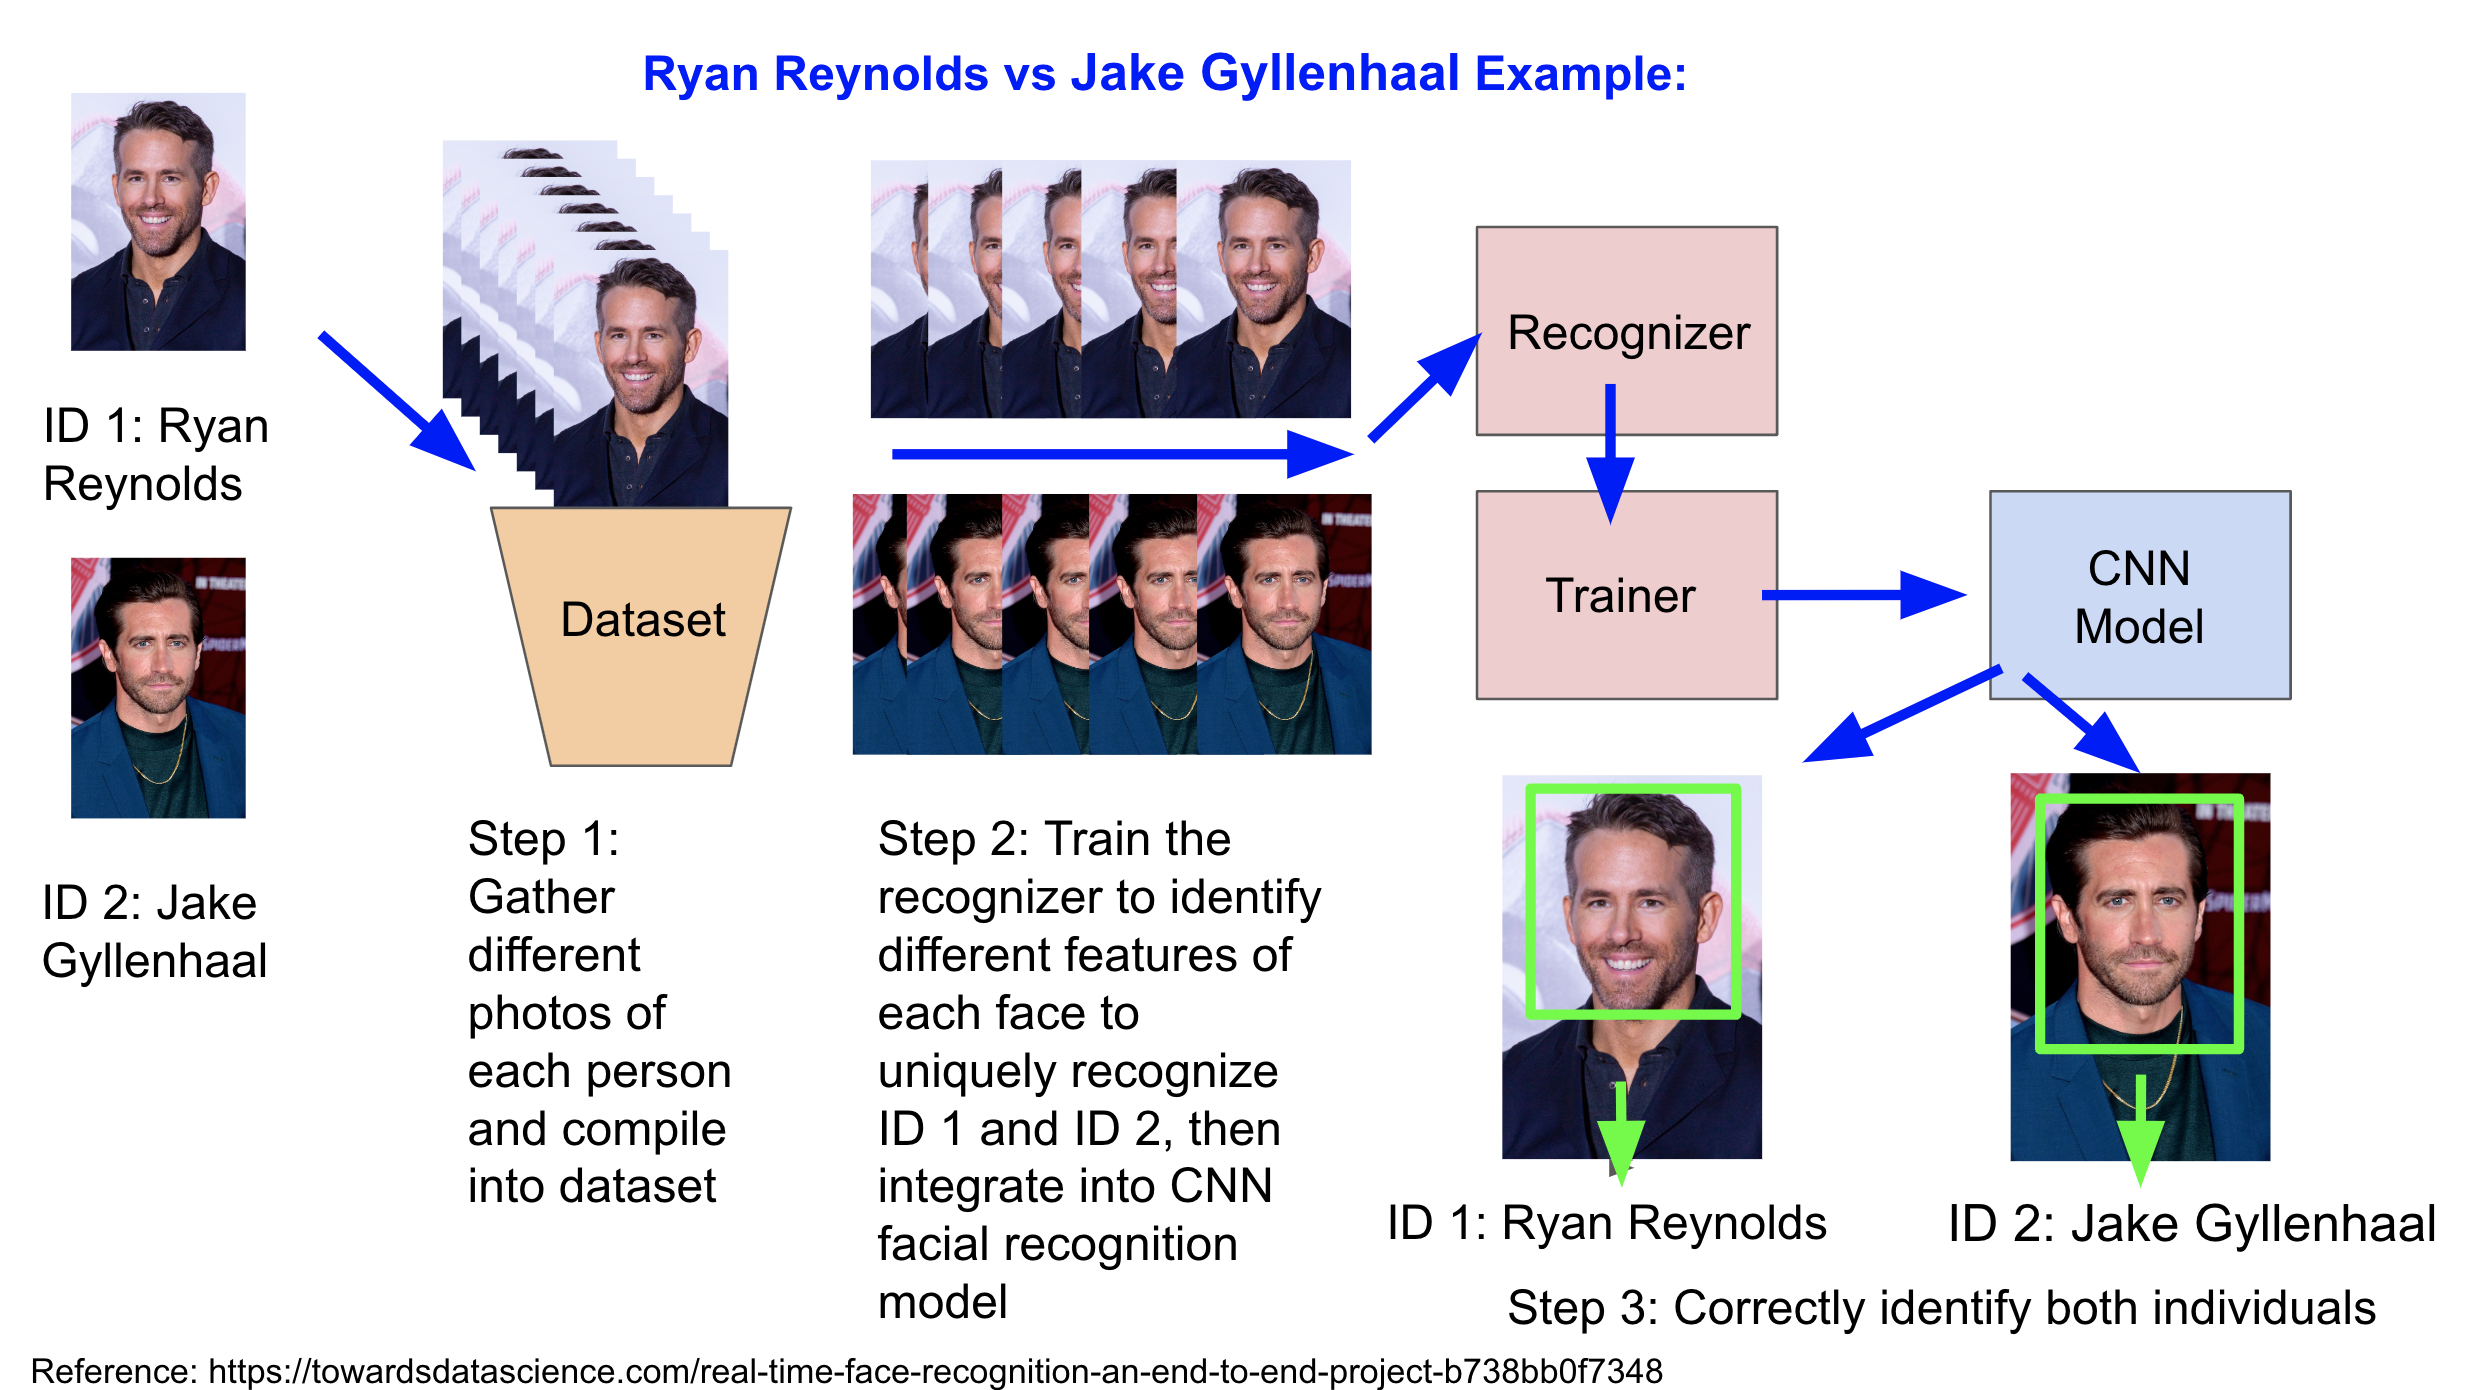 Ryan Reynolds vs Jake Gyllenhaal Example:
ID 1: Ryan
Reynolds
ID 2: Jake
Gyllenhaal
Dataset
Step 1:
Gather
different
photos of
each person
and compile
into dataset
Step 2: Train the
recognizer to identify
different features of
each face to
uniquely recognize
ID 1 and ID 2, then
integrate into CNN
facial recognition
model
Recognizer
Trainer
CNN
Model
ID 1: Ryan Reynolds
ID 2: Jake Gyllenhaal
Step 3: Correctly identify both individuals
Reference: https://towardsdatascience.com/real-time-face-recognition-an-end-to-end-project-b738bb0f7348